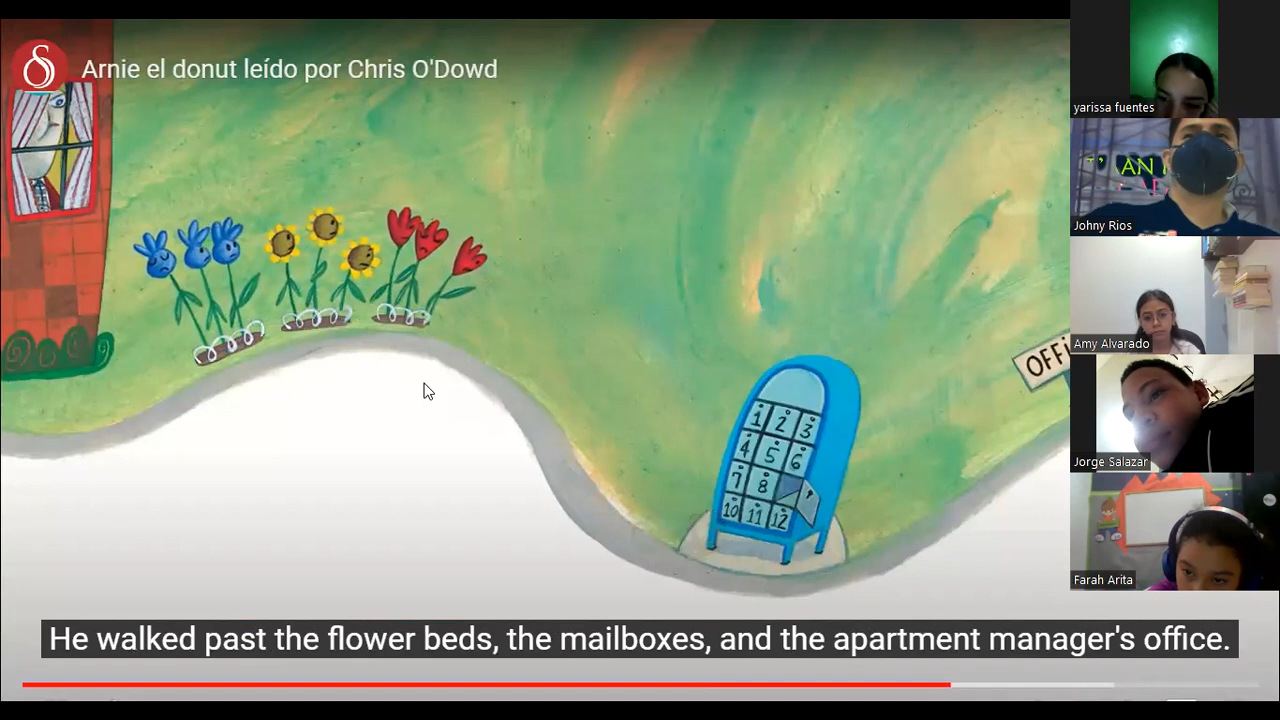 Arnie el donut leído por Chris O'Dowd
yarissa fuentes
AN
Johny Rios
Amy Alvarado
1 2 3
4 5 6
7 8
10 11 12
Jorge Salazar
Farah Arita
He walked past the flower beds, the mailboxes, and the apartment manager's office.